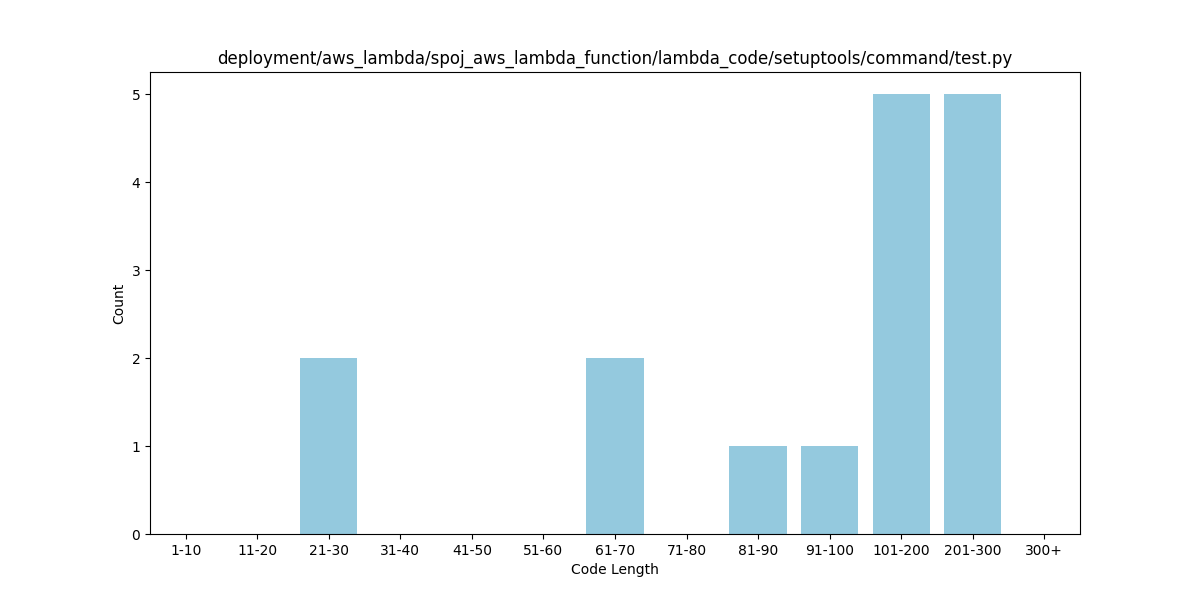 deployment/aws_lambda/spoj_aws_lambda_function/lambda_code/setuptools/command/test.py
5
4
3
2
1
0
Count
1-10 11-20 21-30 31-40 41-50 51-60 61-70 71-80 81-90 91-100 101-200 201-300 300+
Code Length